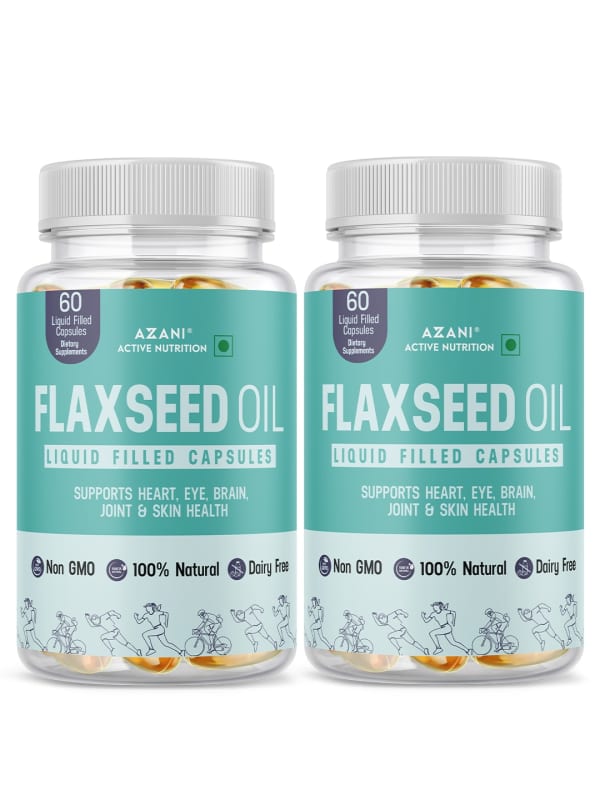 60
Liquid Filled
Capsules
Dietary
Supplements
AZANI®
ACTIVE NUTRITION
FLAXSEED OIL
LIQUID FILLED CAPSULES
SUPPORTS HEART, EYE, BRAIN,
JOINT & SKIN HEALTH
Non GMO
100% Natural
Dairy Free
60
Liquid Filled
Capsules
Dietary
Supplements
AZANI®
ACTIVE NUTRITION
FLAXSEED OIL
LIQUID FILLED CAPSULES
SUPPORTS HEART, EYE, BRAIN,
JOINT & SKIN HEALTH
Non GMO
100% Natural
Dairy Free